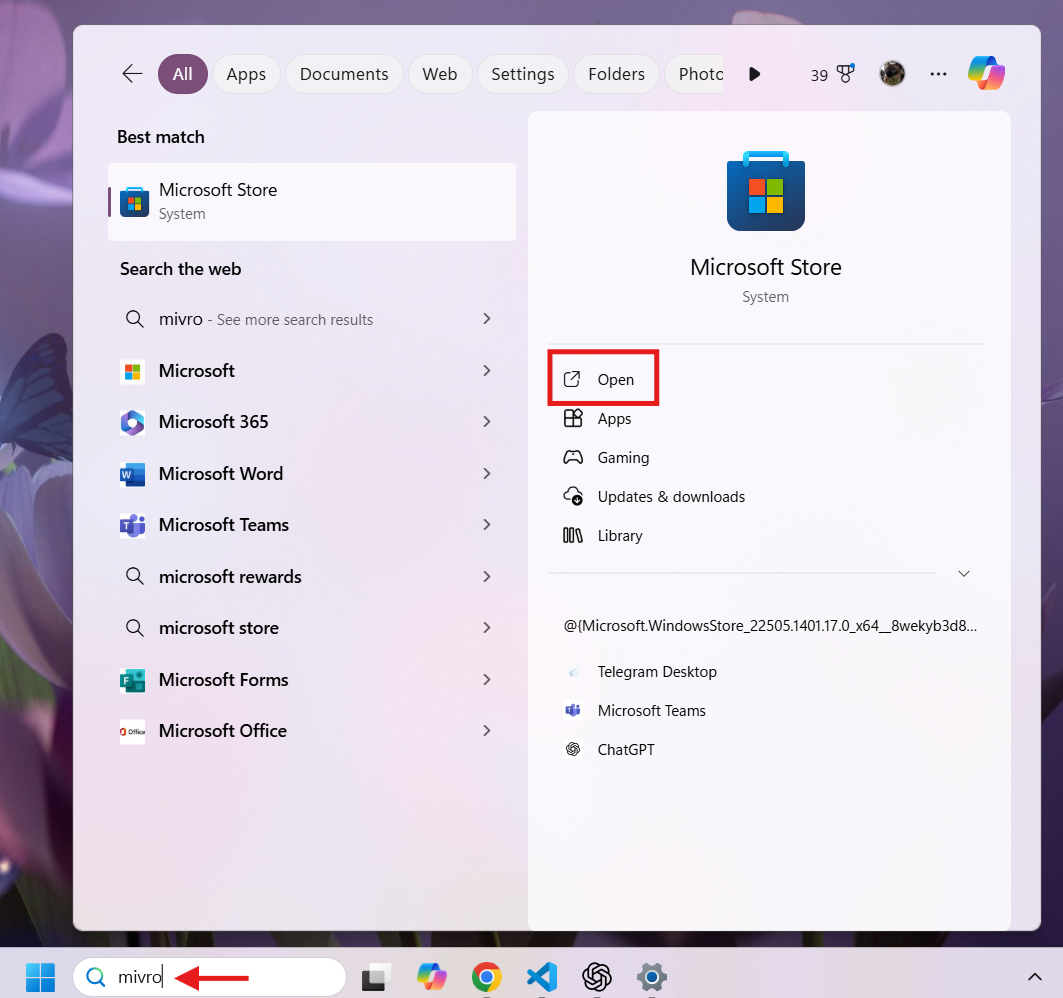 All Apps Documents Web Settings Folders Photo 39
Best match
Microsoft Store
System
Search the web
mivro - See more search results
Microsoft
Microsoft 365
Microsoft Word
Microsoft Teams
microsoft rewards
microsoft store
Microsoft Forms
Microsoft Office
Microsoft Store
System
Open
Apps
Gaming
Updates & downloads
Library
@{Microsoft.WindowsStore_22505.1401.17.0_x64__8wekyb3d8...
Telegram Desktop
Microsoft Teams
ChatGPT
mivro